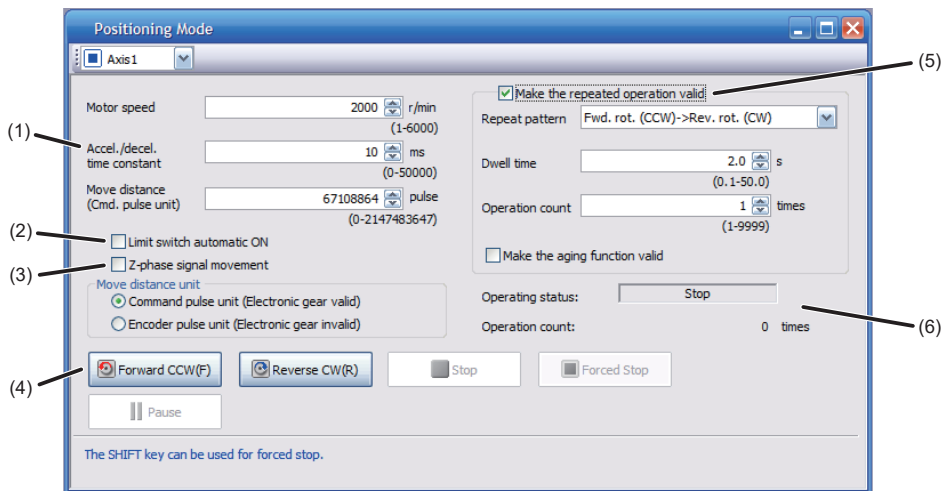 Positioning Mode
Axis1
(1)
Motor speed
2000 r/min
(1-6000)
Accel./decel.
time constant
10 ms
(0-50000)
Move distance
(Cmd. pulse unit)
67108864 pulse
(0-2147483647)
(2)
Limit switch automatic ON
(3)
Z-phase signal movement
Move distance unit
Command pulse unit (Electronic gear valid)
Encoder pulse unit (Electronic gear invalid)
(5)
Make the repeated operation valid
Repeat pattern Fwd. rot. (CCW)->Rev. rot. (CW)
Dwell time 2.0 s
(0.1-50.0)
Operation count 1 times
(1-9999)
Make the aging function valid
Operating status: Stop
Operation count: 0 times
(6)
(4)
Forward CCW(F)
Reverse CW(R)
Stop
Forced Stop
Pause
The SHIFT key can be used for forced stop.